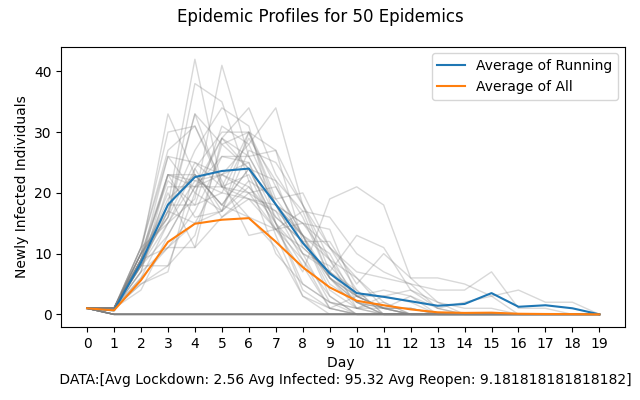 Epidemic Profiles for 50 Epidemics
Newly Infected Individuals
40
30
20
10
0
Average of Running
Average of All
0 1 2 3 4 5 6 7 8 9 10 11 12 13 14 15 16 17 18 19
Day
DATA:[Avg Lockdown: 2.56 Avg Infected: 95.32 Avg Reopen: 9.181818181818182]